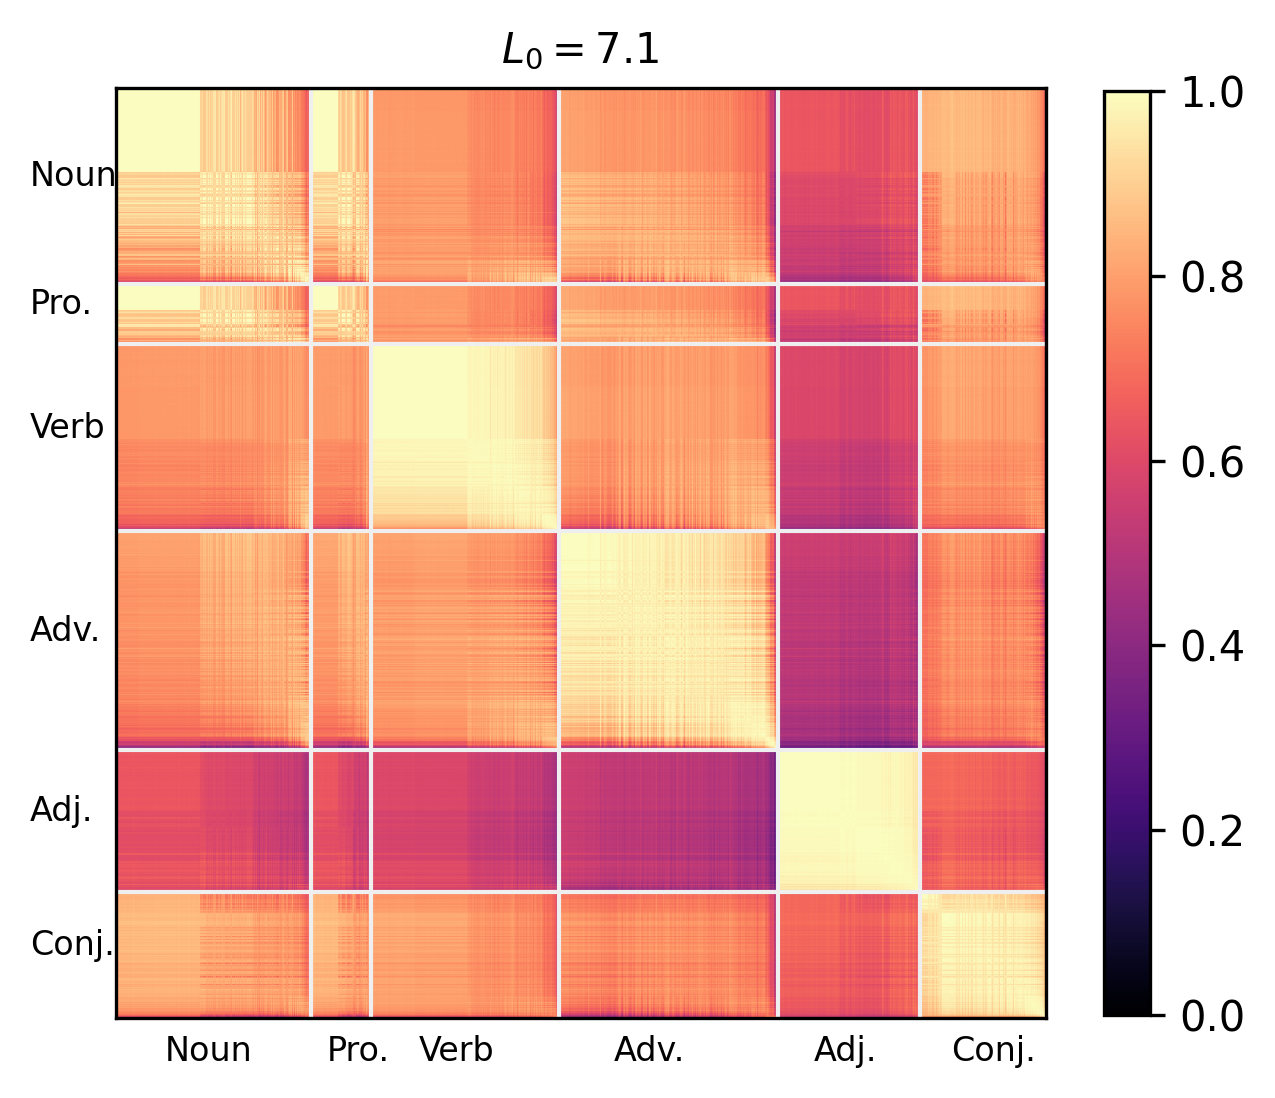 L₀ = 7.1
Noun
Pro.
Verb
Adv.
Adj.
Conj.
Noun Pro. Verb Adv. Adj. Conj.
1.0
0.8
0.6
0.4
0.2
0.0